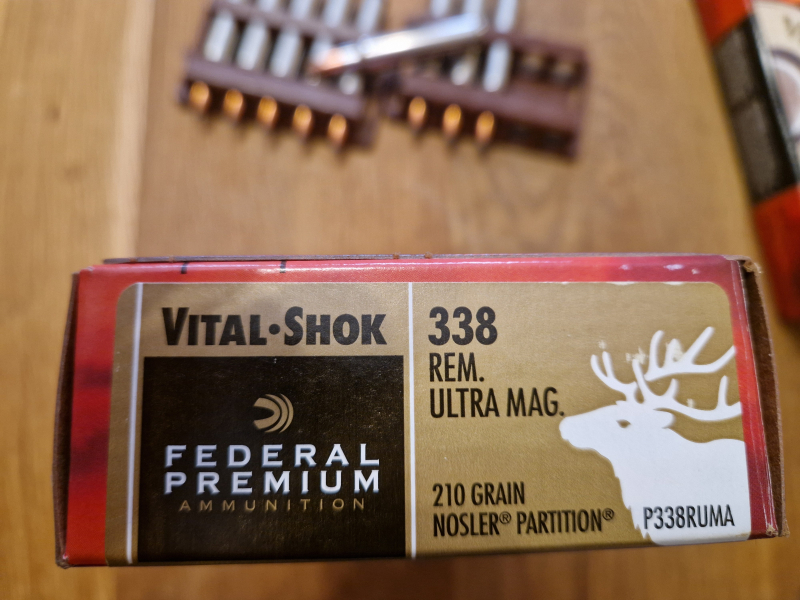 VITAL·SHOK
FEDERAL
PREMIUM
AMMUNITION
338
REM.
ULTRA MAG.
210 GRAIN
NOSLER® PARTITION®
P338RUMA